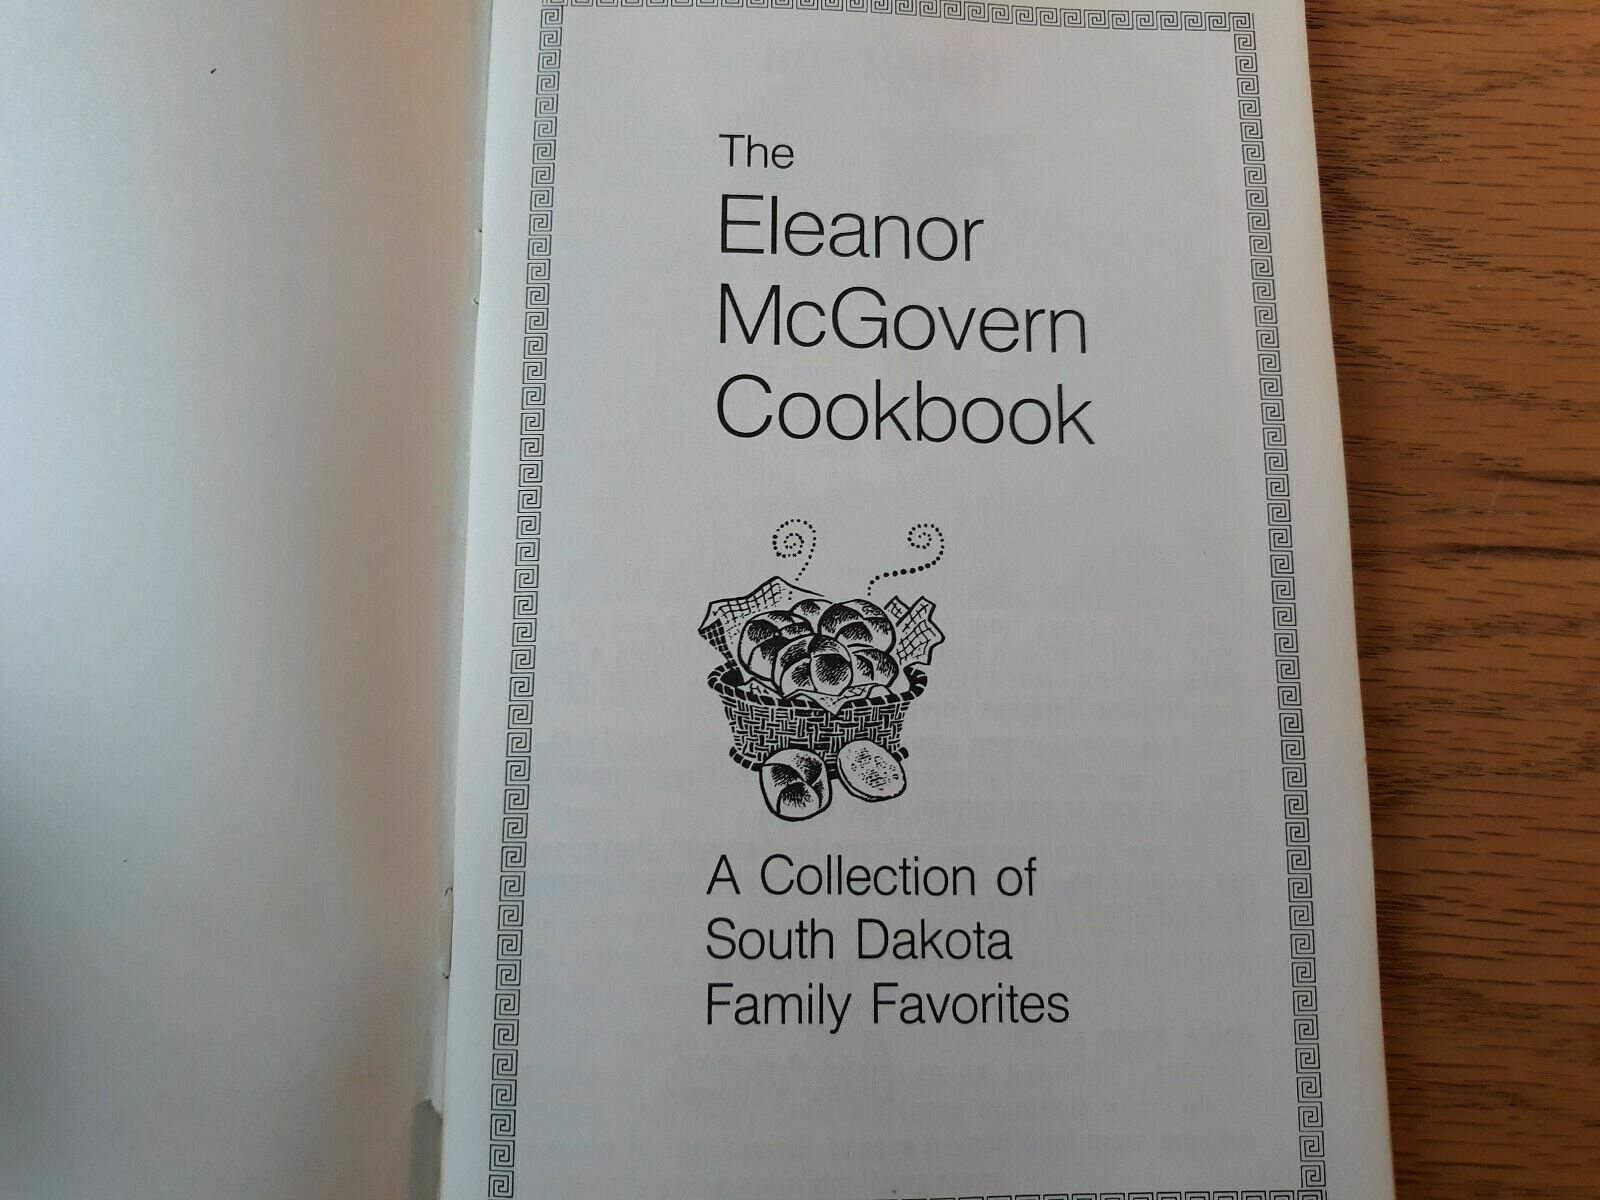 The
Eleanor
McGovern
Cookbook
A Collection of
South Dakota
Family Favorites